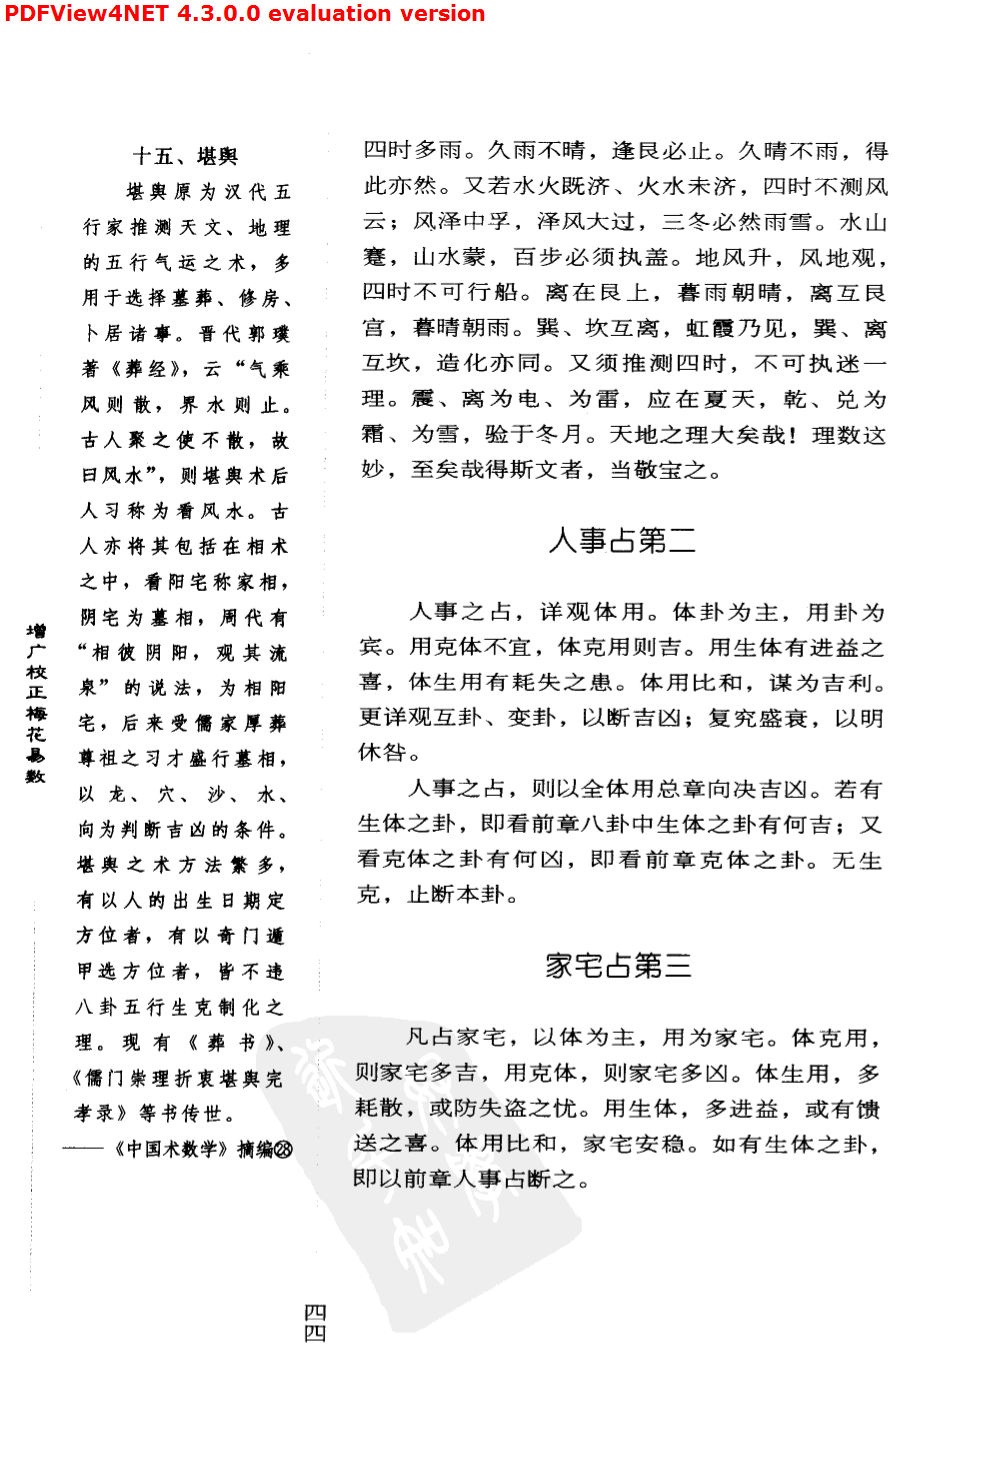 PDFView4NET 4.3.0.0 evaluation version
十五、堪舆
堪舆原为汉代五
行家推测天文、地理
的五行气运之术，多
用于选择墓葬、修房、
卜居诸事。晋代郭璞
著《葬经》，云“气乘
风则散，界水则止。
古人聚之使不散，故
曰风水”，则堪舆术后
人习称为看风水。古
人亦将其包括在相术
之中，看阳宅称家相，
阴宅为墓相，周代有
“相彼阴阳，观其流
泉”的说法，为相阳
宅，后来受儒家厚葬
尊祖之习才盛行墓相，
以龙、穴、沙、水、
向为判断吉凶的条件。
堪舆之术方法繁多，
有以人的出生日期定
方位者，有以奇门遁
甲选方位者，皆不违
八卦五行生克制化之
理。现有《葬书》、
《儒门崇理折衷堪舆完
孝录》等书传世。
——《中国术数学》摘编㉘
四时多雨。久雨不晴，逢艮必止。久晴不雨，得
此亦然。又若水火既济、火水未济，四时不测风
云；风泽中孚，泽风大过，三冬必然雨雪。水山
蹇，山水蒙，百步必须执盖。地风升，风地观，
四时不可行船。离在艮上，暮雨朝晴，离互艮
宫，暮晴朝雨。巽、坎互离，虹霞乃见，巽、离
互坎，造化亦同。又须推测四时，不可执迷一
理。震、离为电、为雷，应在夏天，乾、兑为
霜、为雪，验于冬月。天地之理大矣哉！理数这
妙，至矣哉得斯文者，当敬宝之。
人事占第二
人事之占，详观体用。体卦为主，用卦为
宾。用克体不宜，体克用则吉。用生体有进益之
喜，体生用有耗失之患。体用比和，谋为吉利。
更详观互卦、变卦，以断吉凶；复究盛衰，以明
休咎。
人事之占，则以全体用总章向决吉凶。若有
生体之卦，即看前章八卦中生体之卦有何吉；又
看克体之卦有何凶，即看前章克体之卦。无生
克，止断本卦。
家宅占第三
凡占家宅，以体为主，用为家宅。体克用，
则家宅多吉，用克体，则家宅多凶。体生用，多
耗散，或防失盗之忧。用生体，多进益，或有馈
送之喜。体用比和，家宅安稳。如有生体之卦，
即以前章人事占断之。
增广校正梅花易数
四四